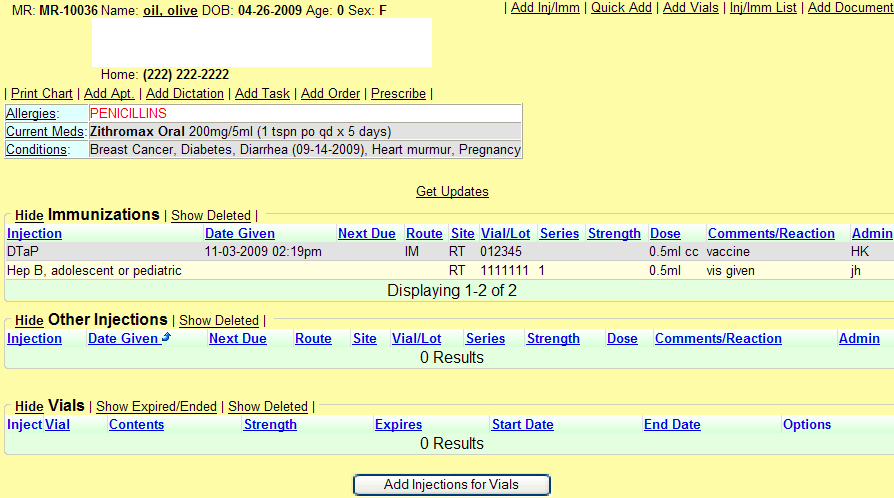 MR: MR-10036 Name: oil, olive DOB: 04-26-2009 Age: 0 Sex: F | Add Inj/Imm | Quick Add | Add Vials | Inj/Imm List | Add Document
Home: (222) 222-2222
| Print Chart | Add Apt. | Add Dictation | Add Task | Add Order | Prescribe |
Allergies: PENICILLINS
Current Meds: Zithromax Oral 200mg/5ml (1 tspn po qd x 5 days)
Conditions: Breast Cancer, Diabetes, Diarrhea (09-14-2009), Heart murmur, Pregnancy
Get Updates
Hide Immunizations | Show Deleted |
Injection Date Given Next Due Route Site Vial/Lot Series Strength Dose Comments/Reaction Admin
DTaP 11-03-2009 02:19pm IM RT 012345 0.5ml cc vaccine HK
Hep B, adolescent or pediatric RT 1111111 1 0.5ml vis given jh
Displaying 1-2 of 2
Hide Other Injections | Show Deleted |
Injection Date Given Next Due Route Site Vial/Lot Series Strength Dose Comments/Reaction Admin
0 Results
Hide Vials | Show Expired/Ended | Show Deleted |
Inject Vial Contents Strength Expires Start Date End Date Options
0 Results
Add Injections for Vials